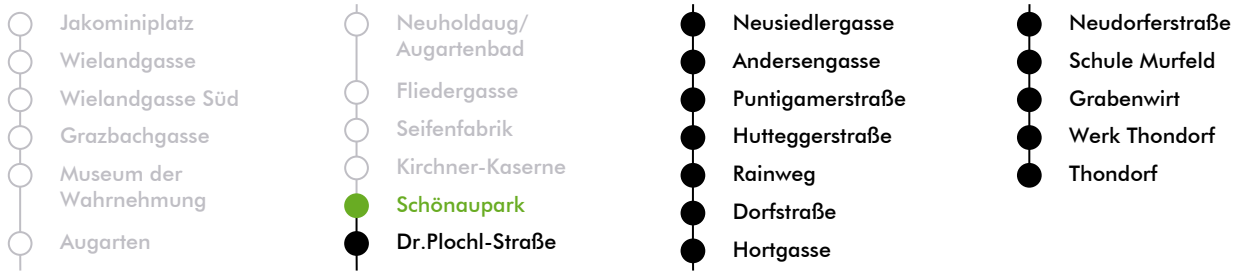 Jakominiplatz
Wielandgasse
Wielandgasse Süd
Grazbachgasse
Museum der
Wahrnehmung
Augarten
Neuholdaug/
Augartenbad
Fliedergasse
Seifenfabrik
Kirchner-Kaserne
Schönaupark
Dr.Plochl-Straße
Neusiedlergasse
Andersengasse
Puntigamerstraße
Hutteggerstraße
Rainweg
Dorfstraße
Hortgasse
Neudorferstraße
Schule Murfeld
Grabenwirt
Werk Thondorf
Thondorf